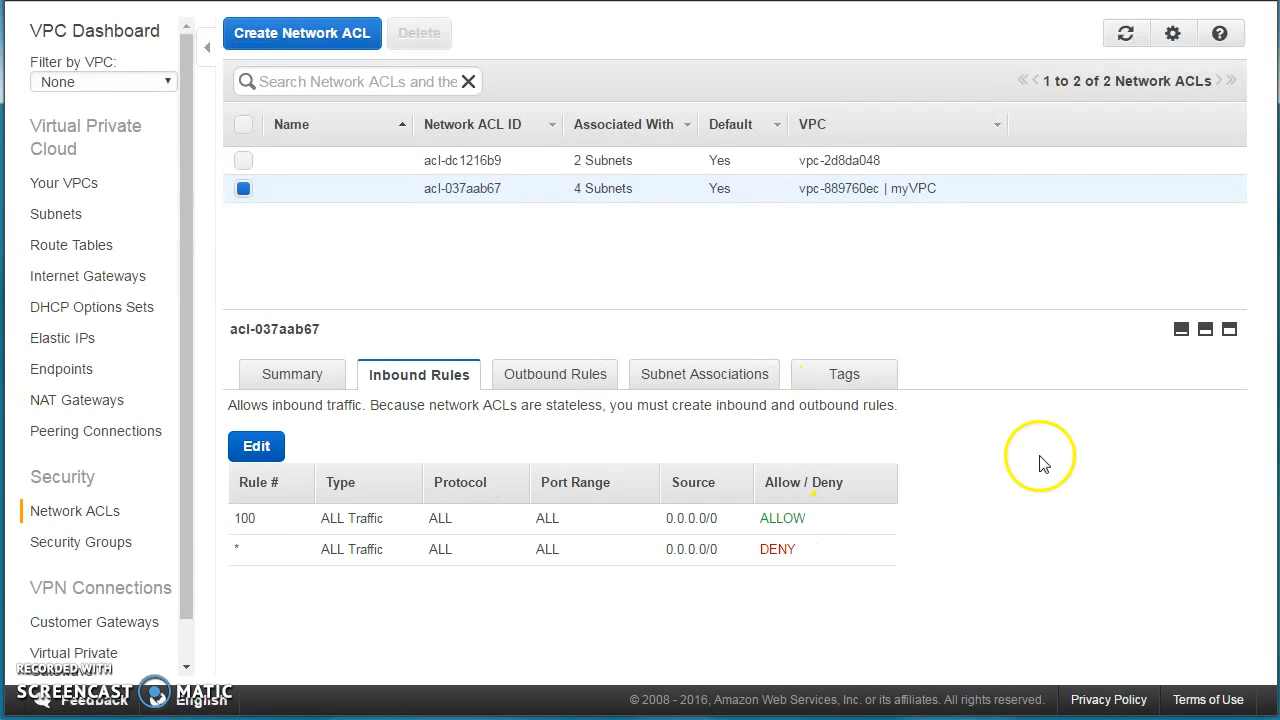 VPC Dashboard
Filter by VPC:
None
Virtual Private
Cloud
Your VPCs
Subnets
Route Tables
Internet Gateways
DHCP Options Sets
Elastic IPs
Endpoints
NAT Gateways
Peering Connections
Security
Network ACLs
Security Groups
VPN Connections
Customer Gateways
Virtual Private
Create Network ACL Delete
Search Network ACLs and the
1 to 2 of 2 Network ACLs
Name Network ACL ID Associated With Default VPC
acl-dc1216b9 2 Subnets Yes vpc-2d8da048
acl-037aab67 4 Subnets Yes vpc-889760ec | myVPC
acl-037aab67
Summary Inbound Rules Outbound Rules Subnet Associations Tags
Allows inbound traffic. Because network ACLs are stateless, you must create inbound and outbound rules.
Edit
Rule # Type Protocol Port Range Source Allow / Deny
100 ALL Traffic ALL ALL 0.0.0.0/0 ALLOW
* ALL Traffic ALL ALL 0.0.0.0/0 DENY
RECORDED WITH
SCREENCAST MATIC
Feedback English
© 2008 - 2016, Amazon Web Services, Inc. or its affiliates. All rights reserved. Privacy Policy Terms of Use